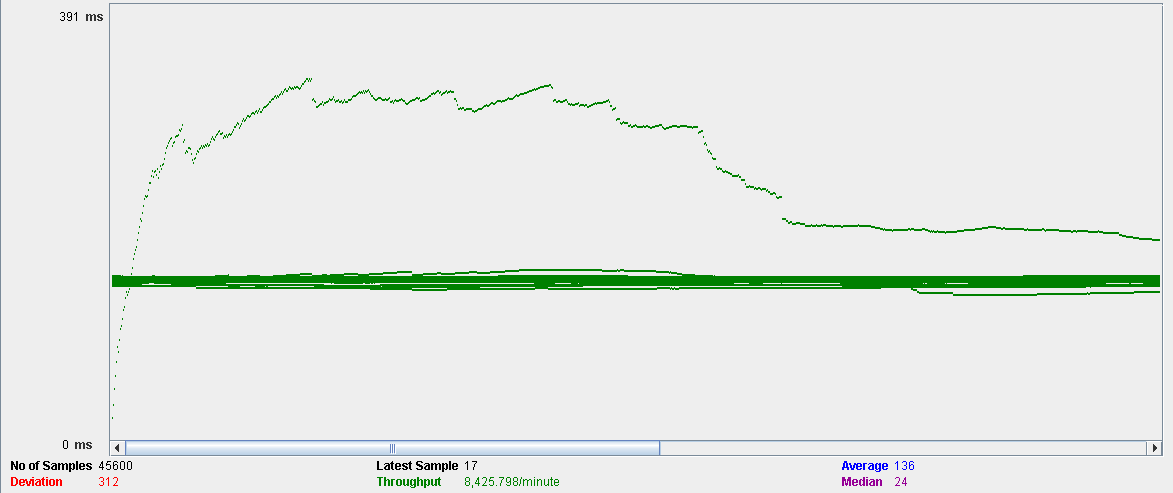 391 ms
0 ms
No of Samples 45600 Latest Sample 17 Average 136
Deviation 312 Throughput 8,425.798/minute Median 24